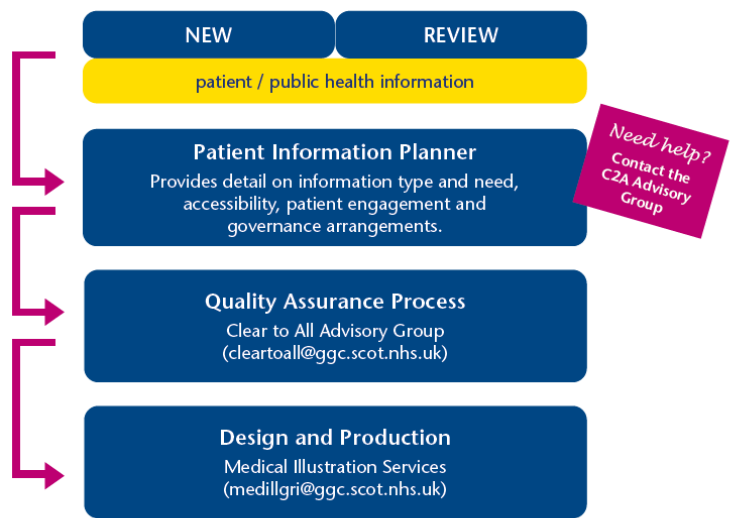 NEW
REVIEW
patient / public health information
Patient Information Planner
Provides detail on information type and need,
accessibility, patient engagement and
governance arrangements.
Need help?
Contact the
C2A Advisory
Group
Quality Assurance Process
Clear to All Advisory Group
(cleartoall@ggc.scot.nhs.uk)
Design and Production
Medical Illustration Services
(medillgri@ggc.scot.nhs.uk)